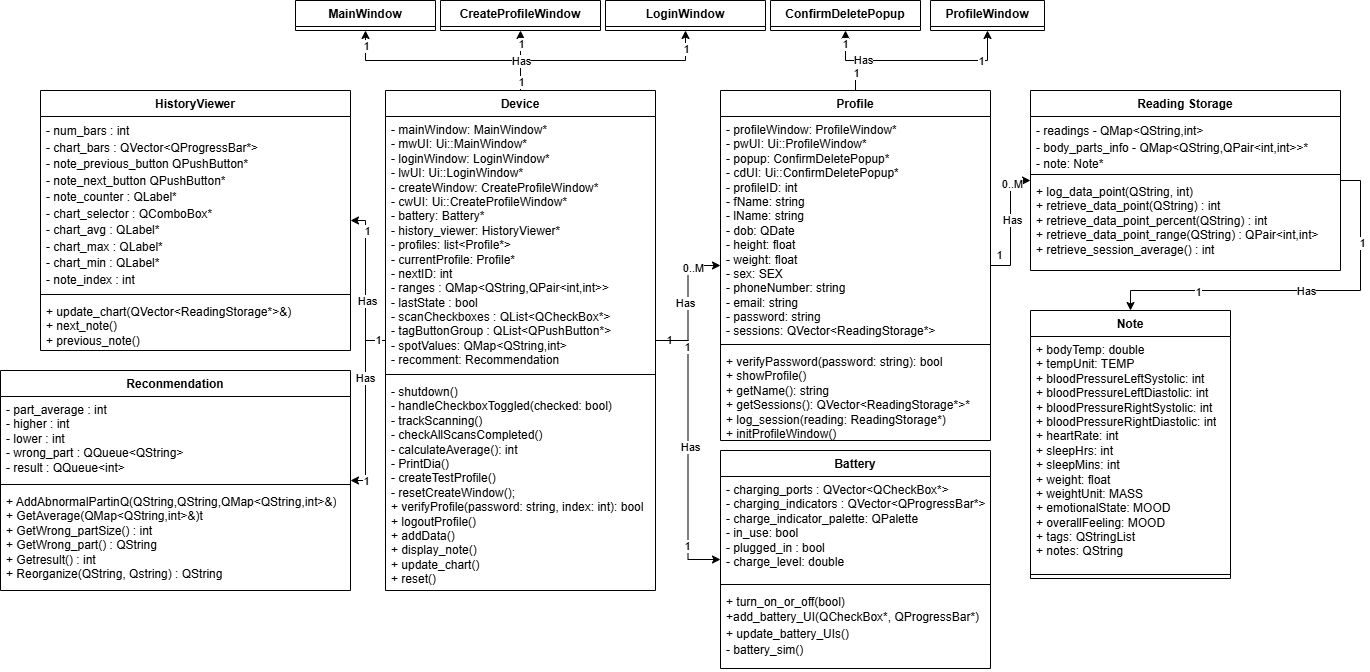 MainWindow
CreateProfileWindow
LoginWindow
ConfirmDeletePopup
ProfileWindow
1
1
1
Has
1
1
Has
1
1
HistoryViewer
- num_bars : int
- chart_bars : QVector<QProgressBar*>
- note_previous_button QPushButton*
- note_next_button QPushButton*
- note_counter : QLabel*
- chart_selector : QComboBox*
- chart_avg : QLabel*
- chart_max : QLabel*
- chart_min : QLabel*
- note_index : int
+ update_chart(QVector<ReadingStorage*>&)
+ next_note()
+ previous_note()
Reconmendation
- part_average : int
- higher : int
- lower : int
- wrong_part : QQueue<QString>
- result : QQueue<int>
+ AddAbnormalPartinQ(QString,QString,QMap<QString,int>&)
+ GetAverage(QMap<QString,int>&)t
+ GetWrong_partSize() : int
+ GetWrong_part() : QString
+ Getresult() : int
+ Reorganize(QString, Qstring) : QString
1
Has
1
Has
1
Device
- mainWindow: MainWindow*
- mwUI: Ui::MainWindow*
- loginWindow: LoginWindow*
- lwUI: Ui::LoginWindow*
- createWindow: CreateProfileWindow*
- cwUI: Ui::CreateProfileWindow*
- battery: Battery*
- history_viewer: HistoryViewer*
- profiles: list<Profile*>
- currentProfile: Profile*
- nextID: int
- ranges : QMap<QString,QPair<int,int>>
- lastState : bool
- scanCheckboxes : QList<QCheckBox*>
- tagButtonGroup : QList<QPushButton*>
- spotValues: QMap<QString,int>
- recomment: Recommendation
- shutdown()
- handleCheckboxToggled(checked: bool)
- trackScanning()
- checkAllScansCompleted()
- calculateAverage(): int
- PrintDia()
- createTestProfile()
- resetCreateWindow();
+ verifyProfile(password: string, index: int): bool
+ logoutProfile()
+ addData()
+ display_note()
+ update_chart()
+ reset()
0..M
Has
1
1
Has
1
Profile
- profileWindow: ProfileWindow*
- pwUI: Ui::ProfileWindow*
- popup: ConfirmDeletePopup*
- cdUI: Ui::ConfirmDeletePopup*
- profileID: int
- fName: string
- lName: string
- dob: QDate
- height: float
- weight: float
- sex: SEX
- phoneNumber: string
- email: string
- password: string
- sessions: QVector<ReadingStorage*>
+ verifyPassword(password: string): bool
+ showProfile()
+ getName(): string
+ getSessions(): QVector<ReadingStorage*>*
+ log_session(reading: ReadingStorage*)
+ initProfileWindow()
Battery
- charging_ports : QVector<QCheckBox*>
- charging_indicators : QVector<QProgressBar*>
- charge_indicator_palette: QPalette
- in_use: bool
- plugged_in : bool
- charge_level: double
+ turn_on_or_off(bool)
+add_battery_UI(QCheckBox*, QProgressBar*)
+ update_battery_UIs()
- battery_sim()
0..M
Has
1
Reading Storage
- readings - QMap<QString,int>
- body_parts_info - QMap<QString,QPair<int,int>>*
- note: Note*
+ log_data_point(QString, int)
+ retrieve_data_point(QString) : int
+ retrieve_data_point_percent(QString) : int
+ retrieve_data_point_range(QString) : QPair<int,int>
+ retrieve_session_average() : int
1
1
Has
Note
+ bodyTemp: double
+ tempUnit: TEMP
+ bloodPressureLeftSystolic: int
+ bloodPressureLeftDiastolic: int
+ bloodPressureRightSystolic: int
+ bloodPressureRightDiastolic: int
+ heartRate: int
+ sleepHrs: int
+ sleepMins: int
+ weight: float
+ weightUnit: MASS
+ emotionalState: MOOD
+ overallFeeling: MOOD
+ tags: QStringList
+ notes: QString